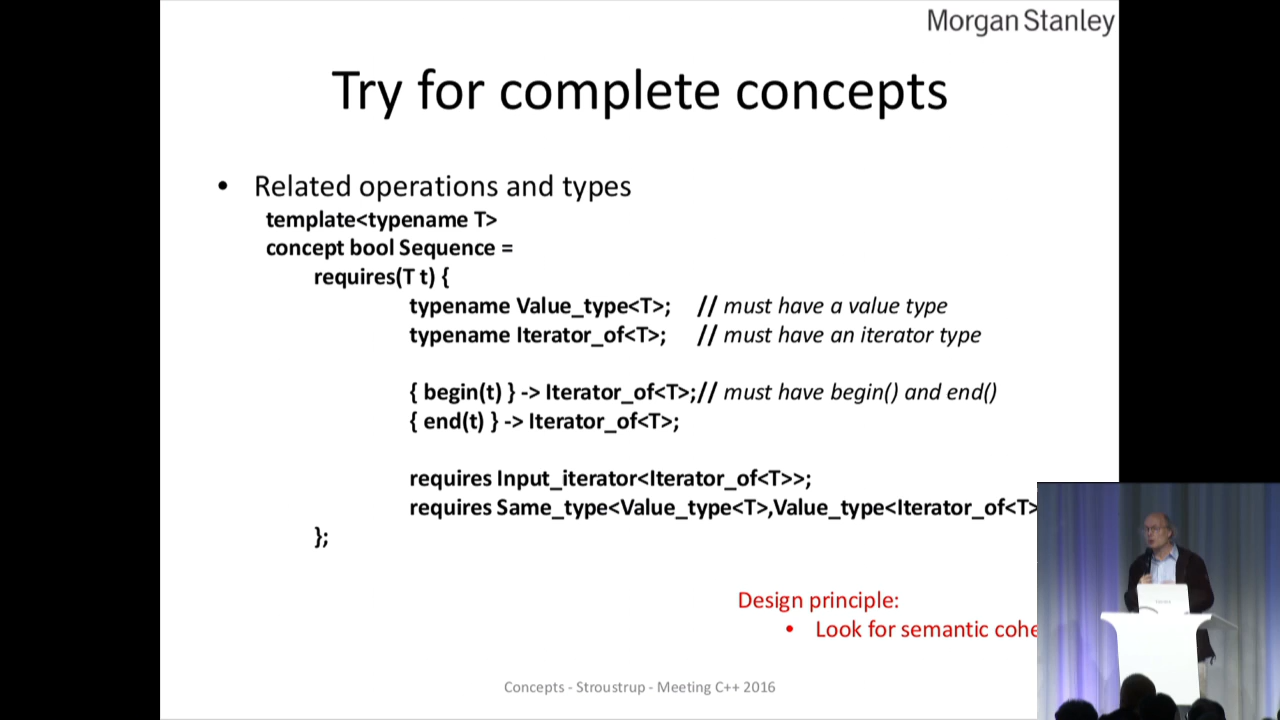 Morgan Stanley
Try for complete concepts
• Related operations and types
template<typename T>
concept bool Sequence =
requires(T t) {
typename Value_type<T>; // must have a value type
typename Iterator_of<T>; // must have an iterator type
{ begin(t) } -> Iterator_of<T>;// must have begin() and end()
{ end(t) } -> Iterator_of<T>;
requires Input_iterator<Iterator_of<T>>;
requires Same_type<Value_type<T>,Value_type<Iterator_of<T>
};
Design principle:
• Look for semantic cohe
Concepts - Stroustrup - Meeting C++ 2016